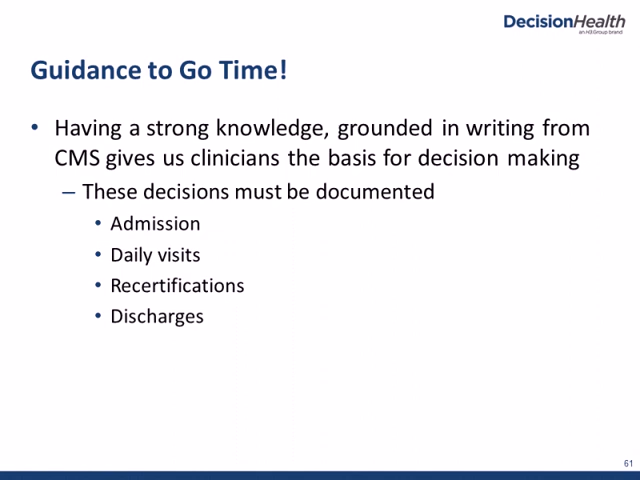 DecisionHealth
an H3.Group brand
Guidance to Go Time!
• Having a strong knowledge, grounded in writing from
CMS gives us clinicians the basis for decision making
– These decisions must be documented
• Admission
• Daily visits
• Recertifications
• Discharges
61